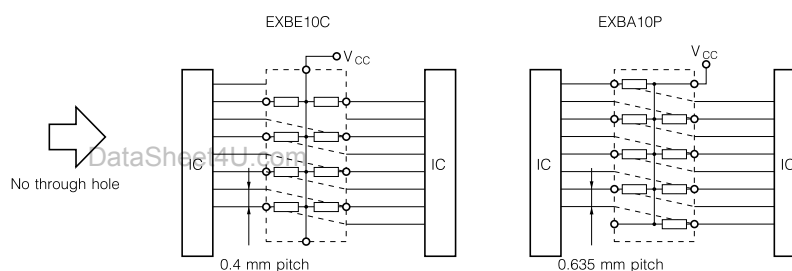 EXBE10C
EXBA10P
VCC
VCC
DataSheet4U.com
IC
IC
IC
IC
No through hole
0.4 mm pitch
0.635 mm pitch